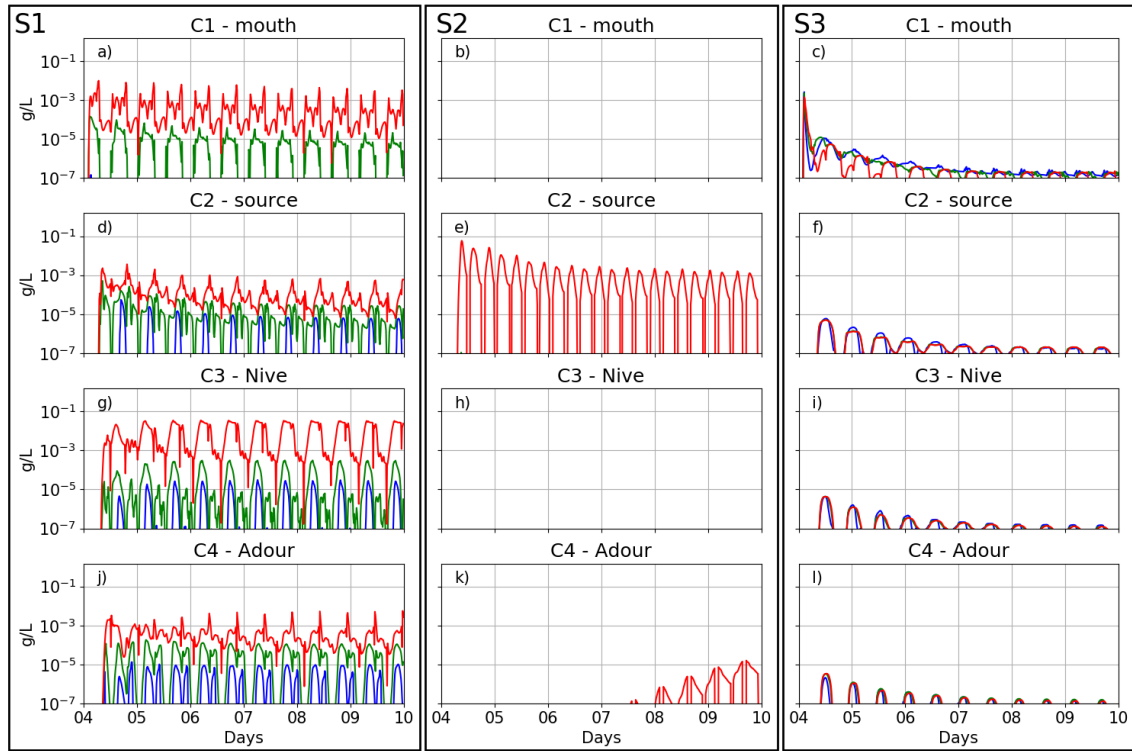 S1
S2
S3
C1 - mouth
C1 - mouth
C1 - mouth
a)
b)
c)
10⁻¹
10⁻³
10⁻⁵
10⁻⁷
g/L
C2 - source
C2 - source
C2 - source
d)
e)
f)
10⁻¹
10⁻³
10⁻⁵
10⁻⁷
g/L
C3 - Nive
C3 - Nive
C3 - Nive
g)
h)
i)
10⁻¹
10⁻³
10⁻⁵
10⁻⁷
g/L
C4 - Adour
C4 - Adour
C4 - Adour
j)
k)
l)
10⁻¹
10⁻³
10⁻⁵
10⁻⁷
g/L
04 05 06 07 08 09 10
04 05 06 07 08 09 10
04 05 06 07 08 09 10
Days
Days
Days